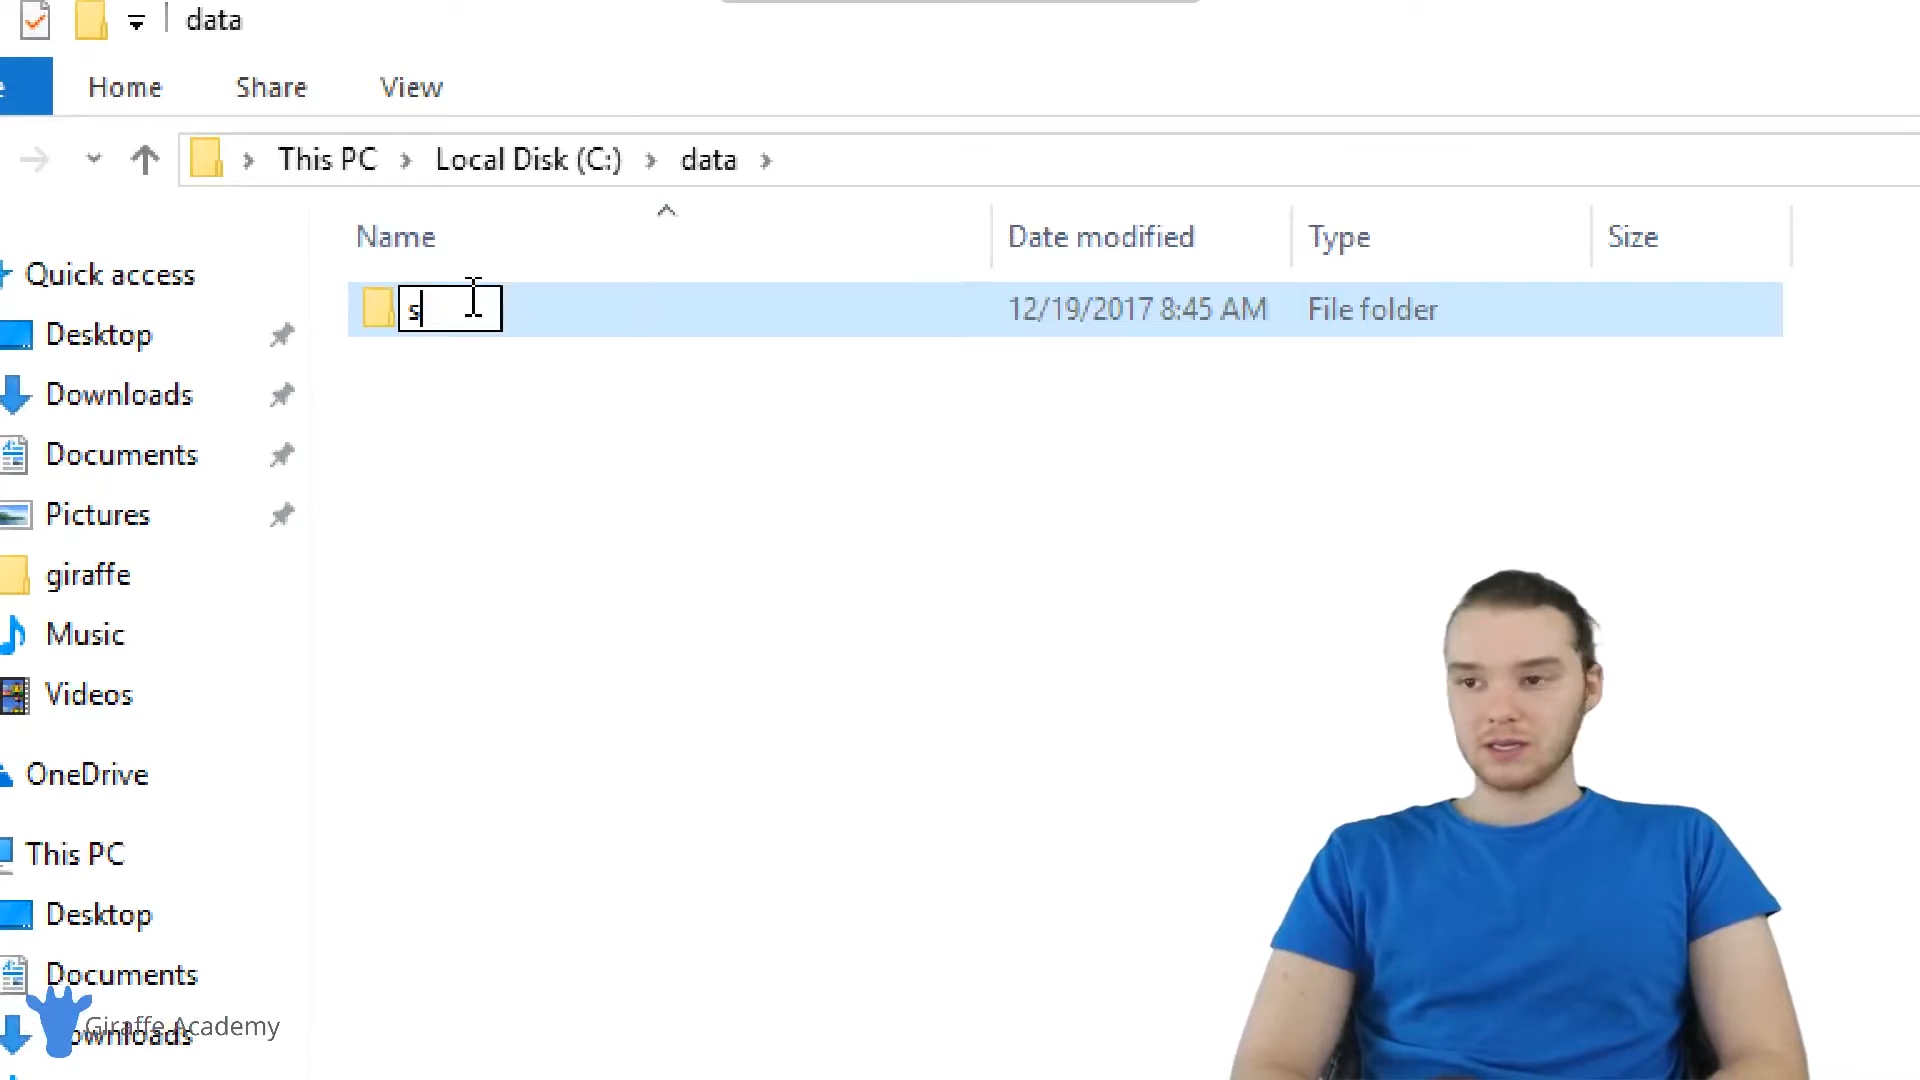 data
Home Share View
This PC Local Disk (C:) data
Name Date modified Type Size
s 12/19/2017 8:45 AM File folder
Quick access
Desktop
Downloads
Documents
Pictures
giraffe
Music
Videos
OneDrive
This PC
Desktop
Documents
Downloads
Giraffe Academy